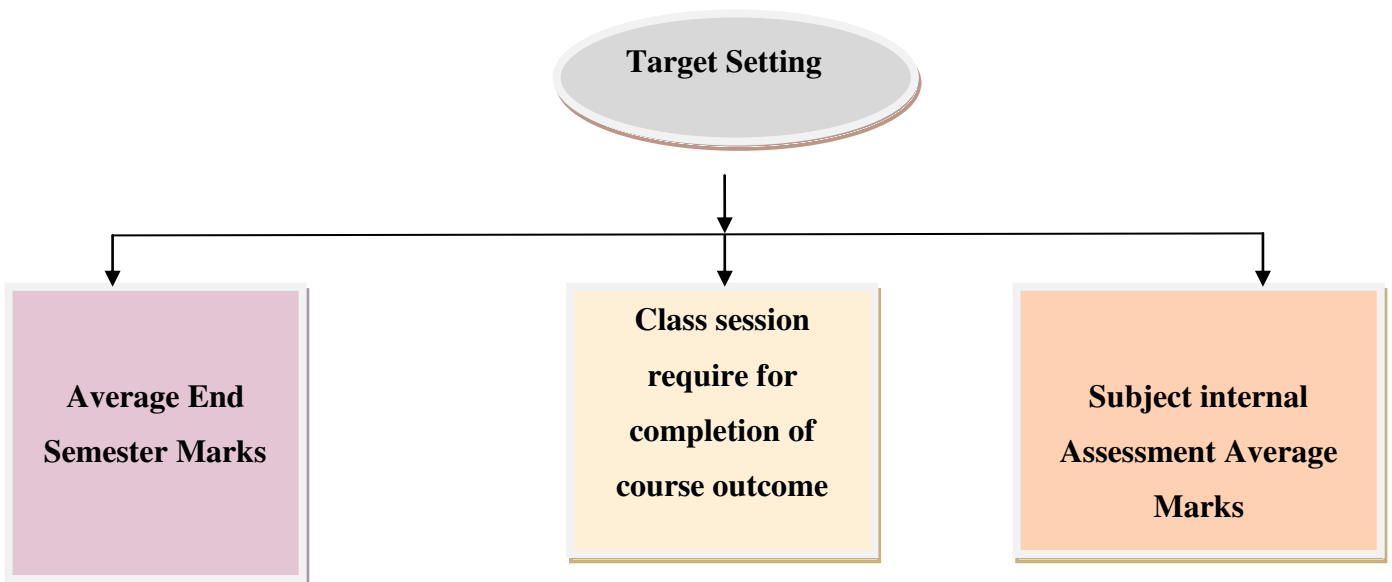 Target Setting
Average End
Semester Marks
Class session
require for
completion of
course outcome
Subject internal
Assessment Average
Marks